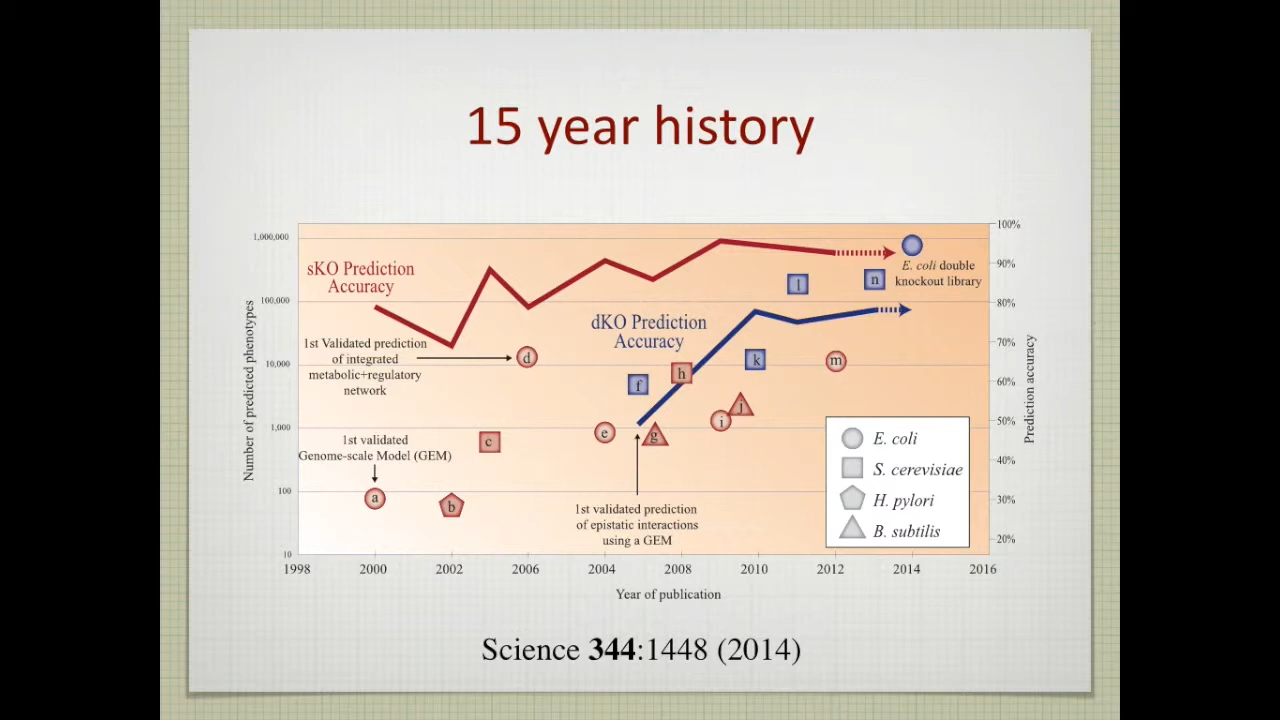 15 year history
1,000,000
100,000
10,000
1,000
100
10
Number of predicted phenotypes
sKO Prediction
Accuracy
1st Validated prediction
of integrated
metabolic+regulatory
network
1st validated
Genome-scale Model (GEM)
dKO Prediction
Accuracy
1st validated prediction
of epistatic interactions
using a GEM
E. coli double
knockout library
a
b
c
d
e
f
g
h
i
j
k
l
m
n
E. coli
S. cerevisiae
H. pylori
B. subtilis
100%
90%
80%
70%
60%
50%
40%
30%
20%
Prediction accuracy
1998 2000 2002 2006 2004 2008 2010 2012 2014 2016
Year of publication
Science 344:1448 (2014)